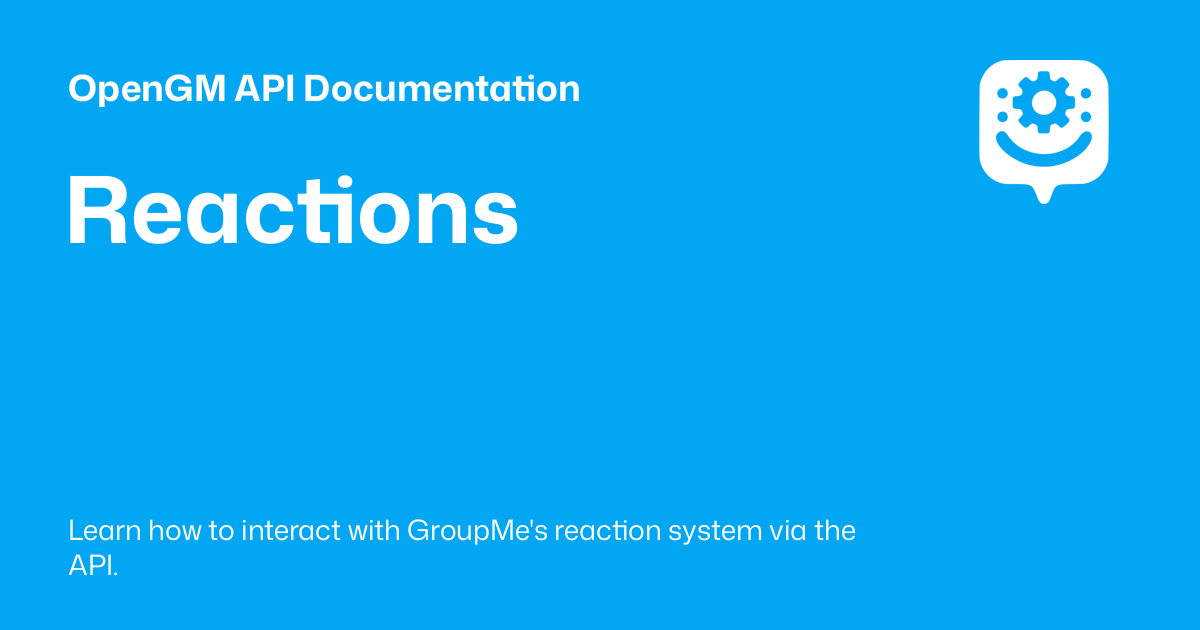 OpenGM API Documentation
Reactions
Learn how to interact with GroupMe's reaction system via the
API.